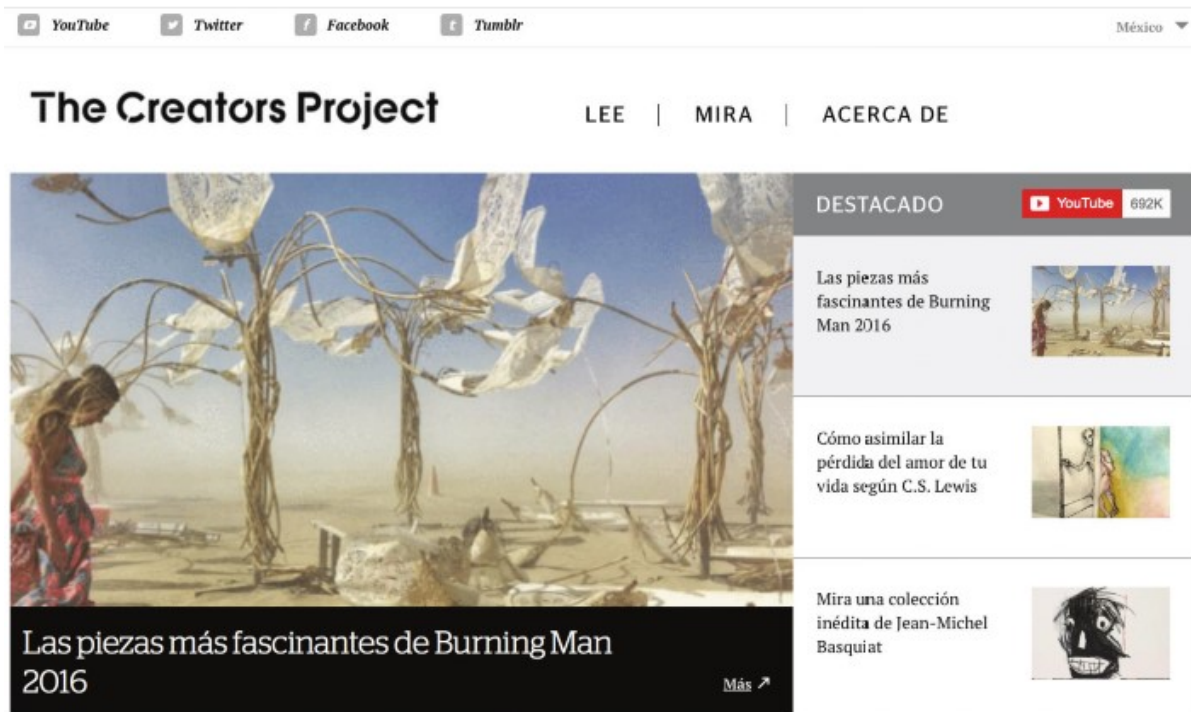 YouTube Twitter Facebook Tumblr México
The Creators Project LEE | MIRA | ACERCA DE
DESTACADO YouTube 692K
Las piezas más
fascinantes de Burning
Man 2016
Cómo asimilar la
pérdida del amor de tu
vida según C.S. Lewis
Mira una colección
inédita de Jean-Michel
Basquiat
Las piezas más fascinantes de Burning Man
2016
Más